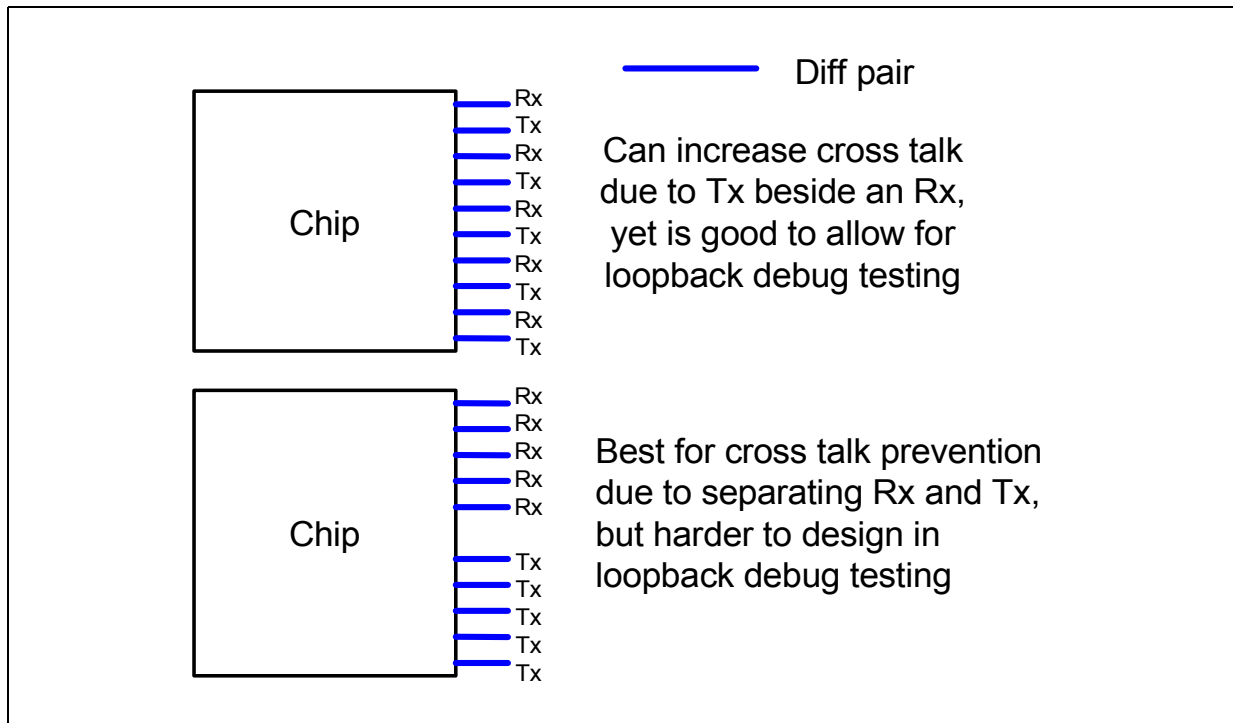 Diff pair
Chip
Rx
Tx
Rx
Tx
Rx
Tx
Rx
Tx
Rx
Tx
Can increase cross talk
due to Tx beside an Rx,
yet is good to allow for
loopback debug testing
Chip
Rx
Rx
Rx
Rx
Rx
Tx
Tx
Tx
Tx
Tx
Best for cross talk prevention
due to separating Rx and Tx,
but harder to design in
loopback debug testing